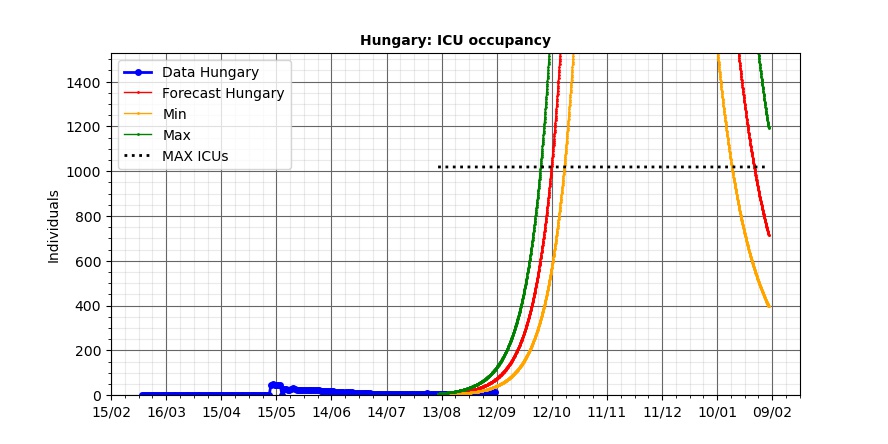 Hungary: ICU occupancy
Data Hungary
Forecast Hungary
Min
Max
MAX ICUs
Individuals
1400
1200
1000
800
600
400
200
0
15/02 16/03 15/04 15/05 14/06 14/07 13/08 12/09 12/10 11/11 11/12 10/01 09/02